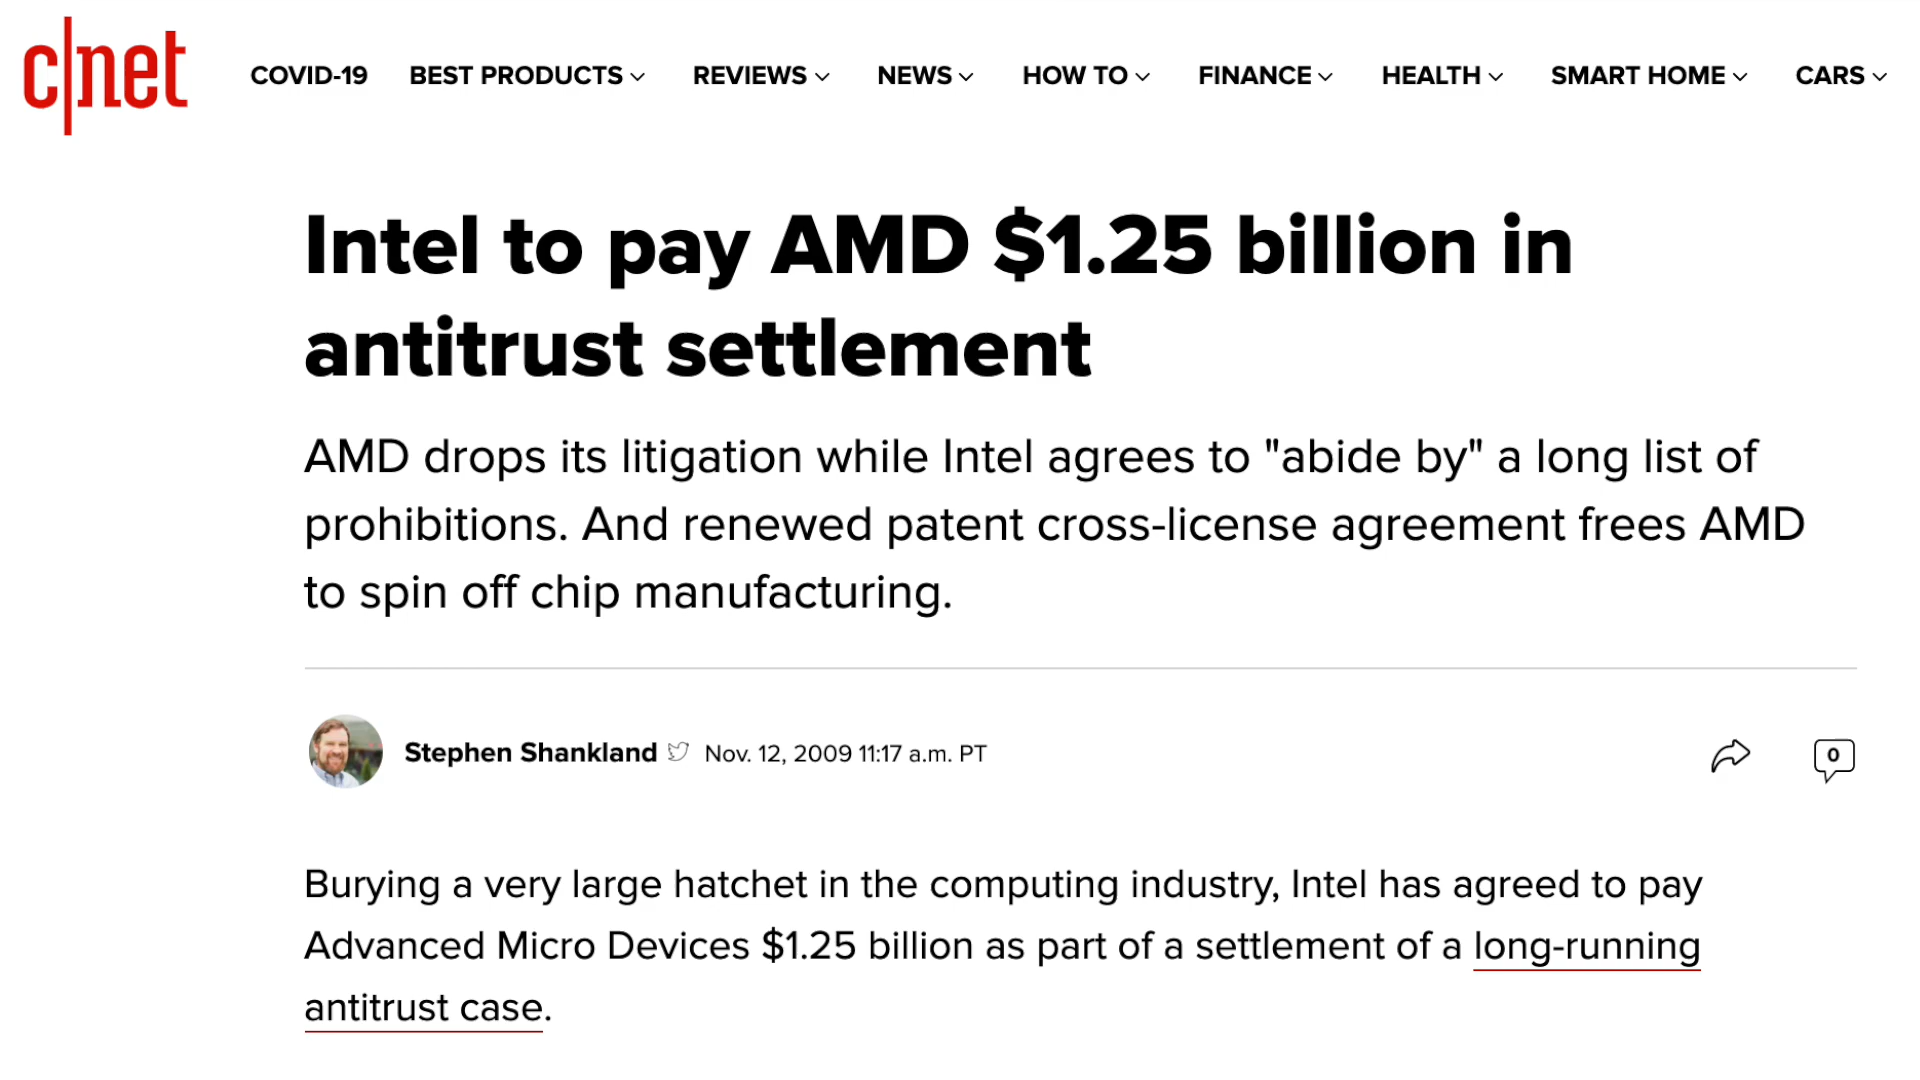 c|net
COVID-19 BEST PRODUCTS REVIEWS NEWS HOW TO FINANCE HEALTH SMART HOME CARS
Intel to pay AMD $1.25 billion in
antitrust settlement
AMD drops its litigation while Intel agrees to "abide by" a long list of
prohibitions. And renewed patent cross-license agreement frees AMD
to spin off chip manufacturing.
Stephen Shankland Nov. 12, 2009 11:17 a.m. PT
0
Burying a very large hatchet in the computing industry, Intel has agreed to pay
Advanced Micro Devices $1.25 billion as part of a settlement of a long-running
antitrust case.